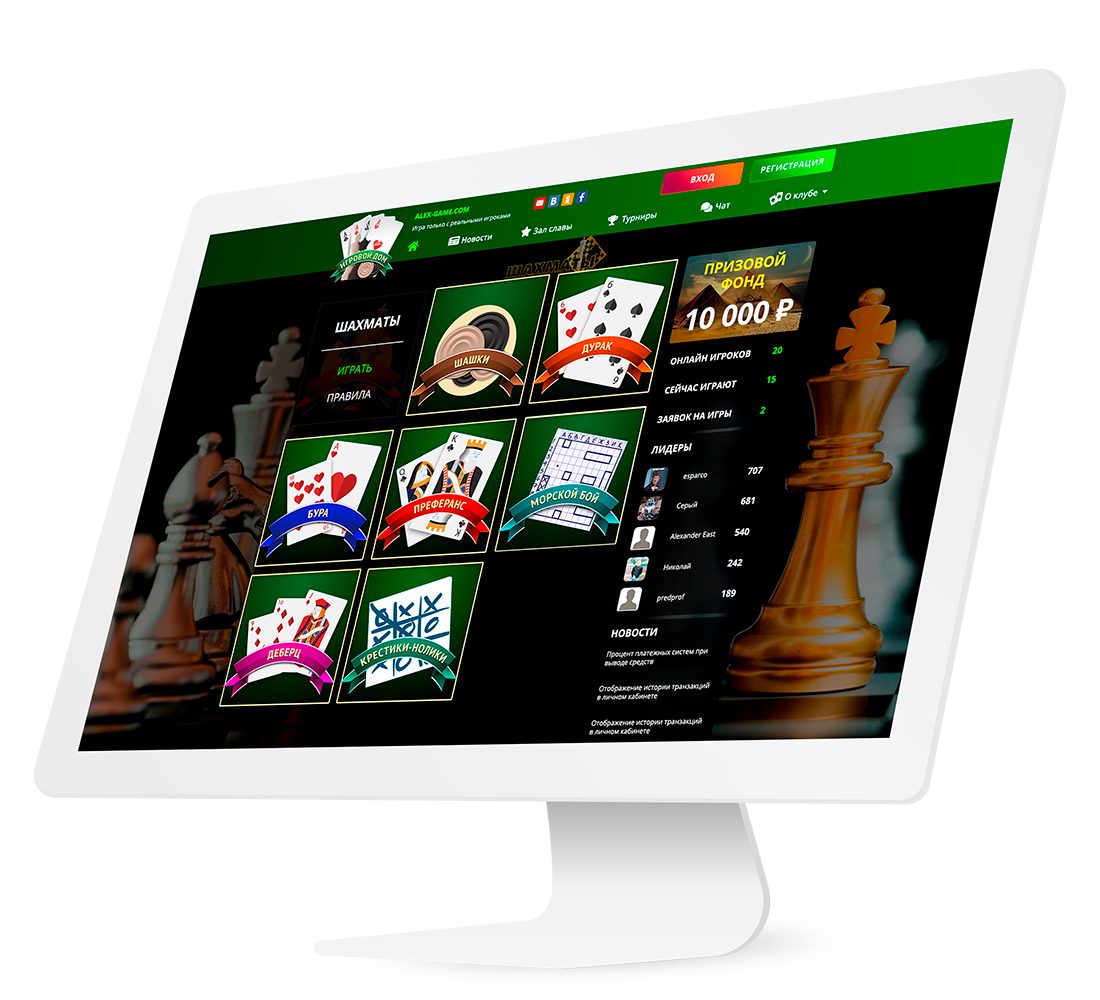 ВХОД
РЕГИСТРАЦИЯ
ALEX-GAME.COM
Игра только с реальными игроками
ИГРОВОЙ ДОМ
Новости
Зал славы
Турниры
Чат
О клубе
ШАХМАТЫ
ШАХМАТЫ
ИГРАТЬ
ПРАВИЛА
ШАШКИ
ДУРАК
БУРА
ПРЕФЕРАНС
МОРСКОЙ БОЙ
АБВГДЕЖЗИК
ДЕБЕРЦ
КРЕСТИКИ-НОЛИКИ
ПРИЗОВОЙ
ФОНД
10 000 ₽
ОНЛАЙН ИГРОКОВ 20
СЕЙЧАС ИГРАЮТ 15
ЗАЯВОК НА ИГРЫ 2
ЛИДЕРЫ
esparco 707
Серый 681
Alexander East 540
Николай 242
predprof 189
НОВОСТИ
Процент платежных систем при
выводе средств
Отображение истории транзакций
в личном кабинете
Отображение истории транзакций
в личном кабинете